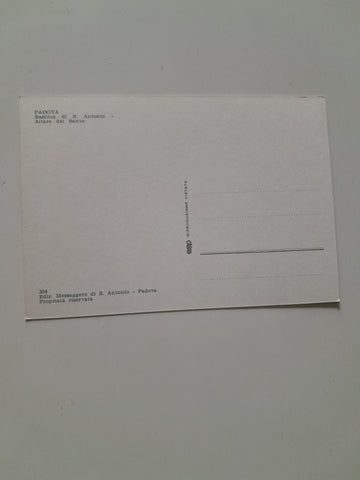 PADOVA
Basilica di S. Antonio -
Altare del Santo
304
Ediz. Messaggero di S. Antonio - Padova
Proprietà riservata